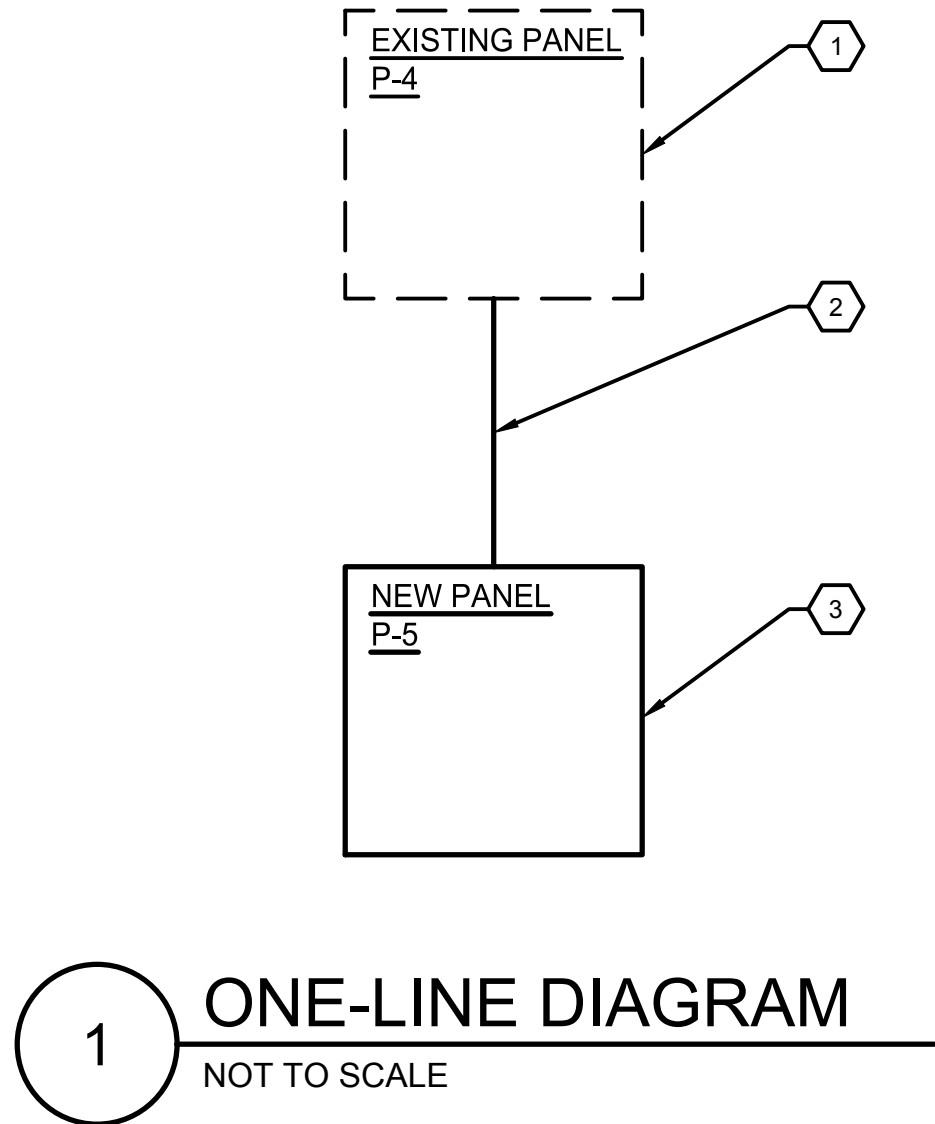 EXISTING PANEL
P-4
1
2
NEW PANEL
P-5
3
1
ONE-LINE DIAGRAM
NOT TO SCALE